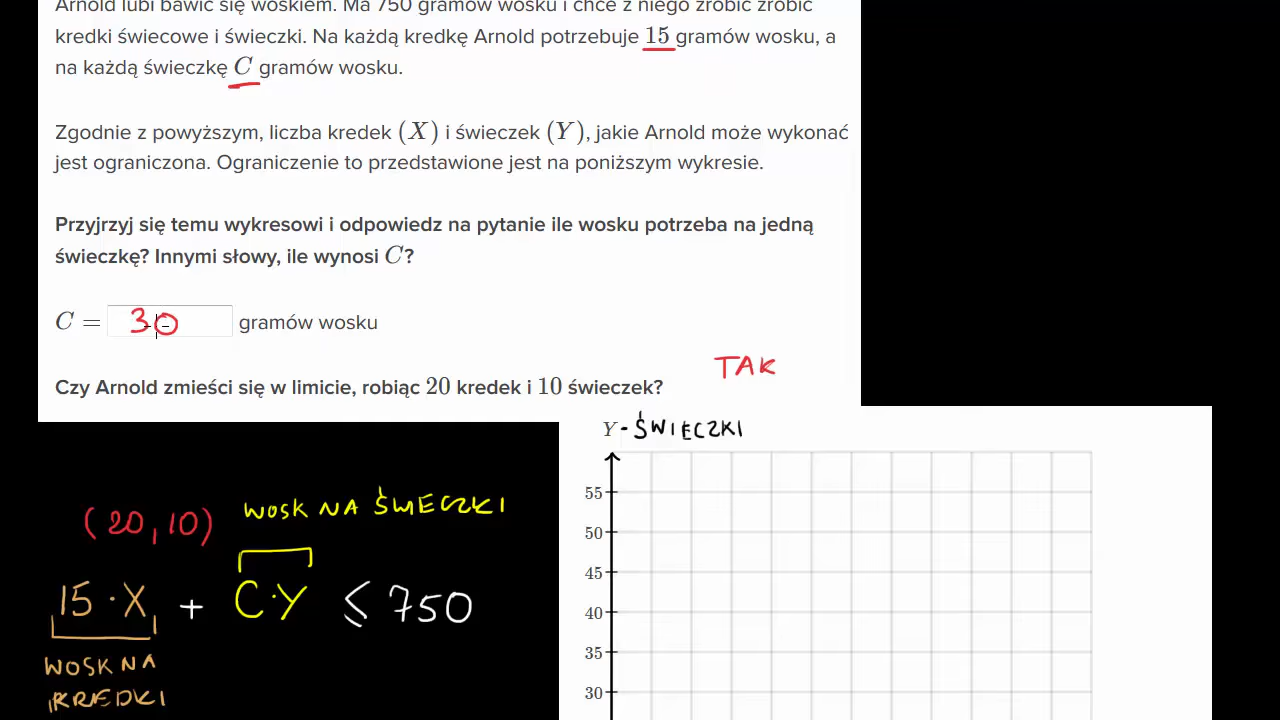 Arnold lubi bawić się woskiem. Ma 750 gramów wosku i chce z niego zrobić zrobić
kredki świecowe i świeczki. Na każdą kredkę Arnold potrzebuje 15 gramów wosku, a
na każdą świeczkę C gramów wosku.
Zgodnie z powyższym, liczba kredek (X) i świeczek (Y), jakie Arnold może wykonać
jest ograniczona. Ograniczenie to przedstawione jest na poniższym wykresie.
Przyjrzyj się temu wykresowi i odpowiedz na pytanie ile wosku potrzeba na jedną
świeczkę? Innymi słowy, ile wynosi C?
C = 30 gramów wosku
TAK
Czy Arnold zmieści się w limicie, robiąc 20 kredek i 10 świeczek?
Y - ŚWIECZKI
55
50
45
40
35
30
(20,10)
WOSK NA ŚWIECZKI
15 · X + C · Y ≤ 750
WOSK NA
KREDKI